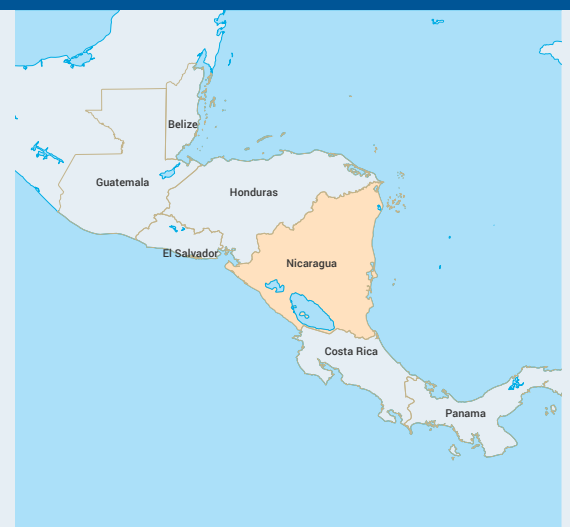 Belize
Guatemala
Honduras
El Salvador
Nicaragua
Costa Rica
Panama